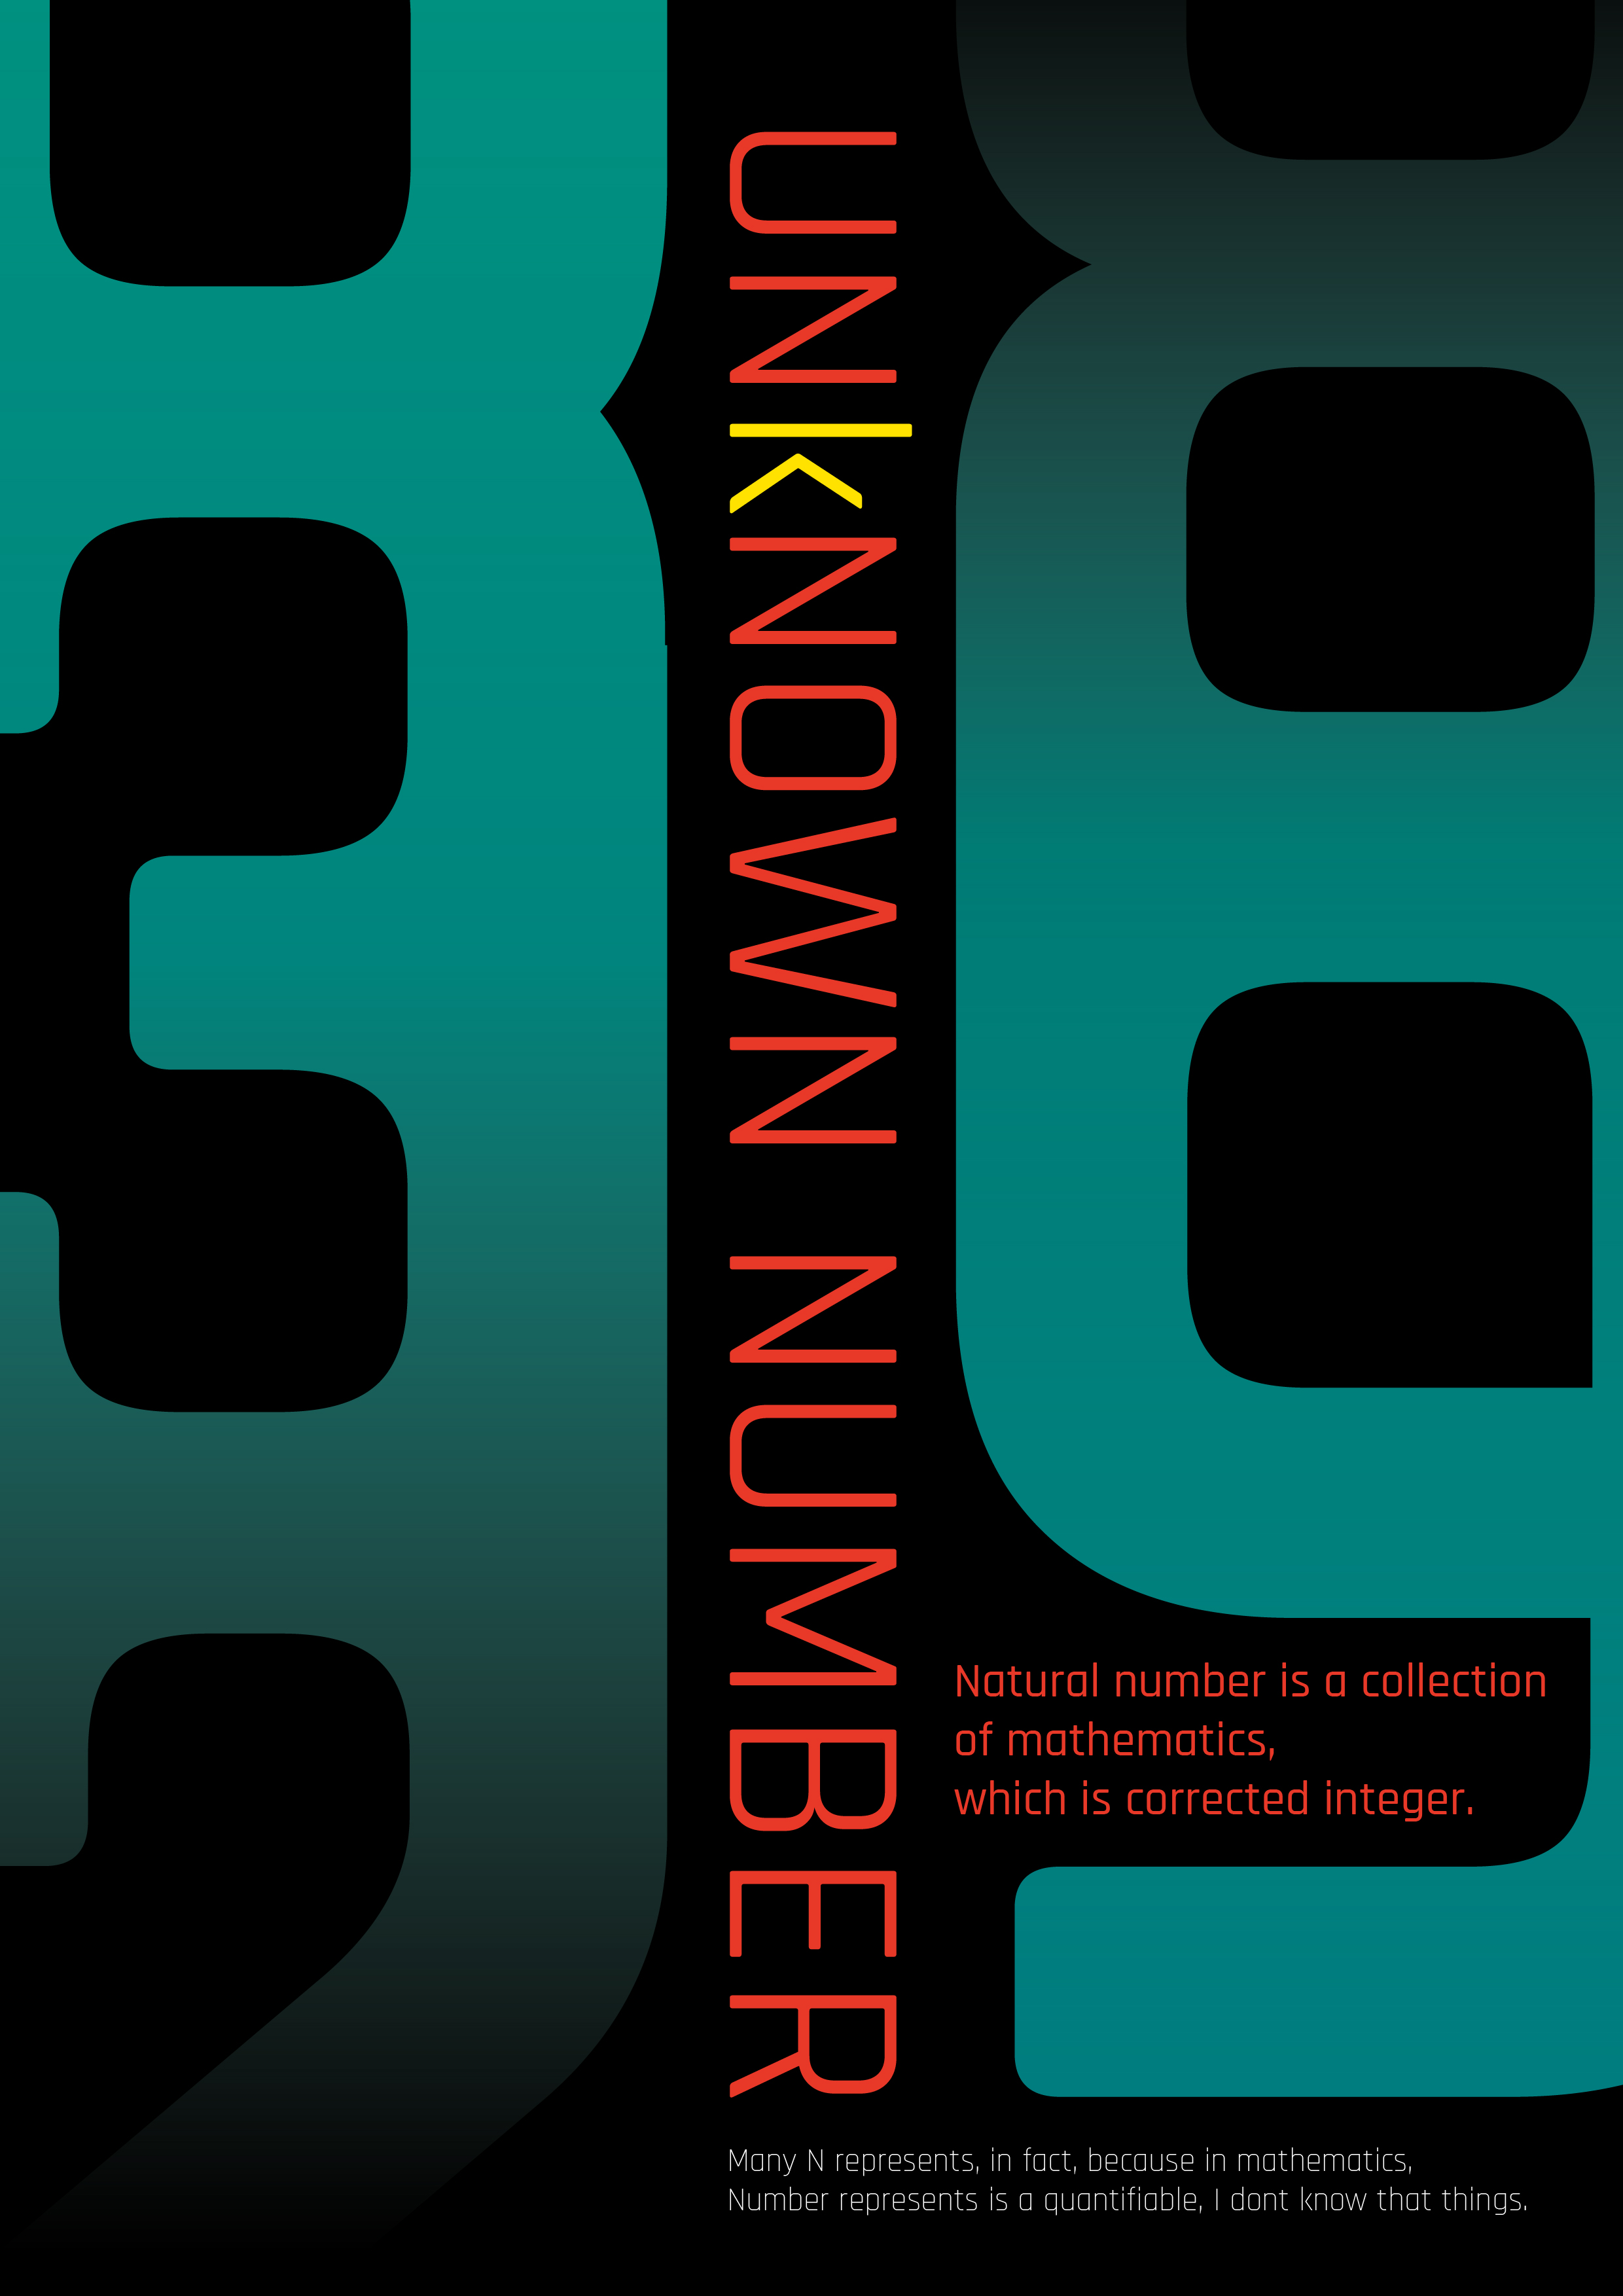 UNKNOWN NUMBER
Natural number is a collection
of mathematics,
which is corrected integer.
Many N represents, in fact, because in mathematics,
Number represents is a quantifiable, I dont know that things.